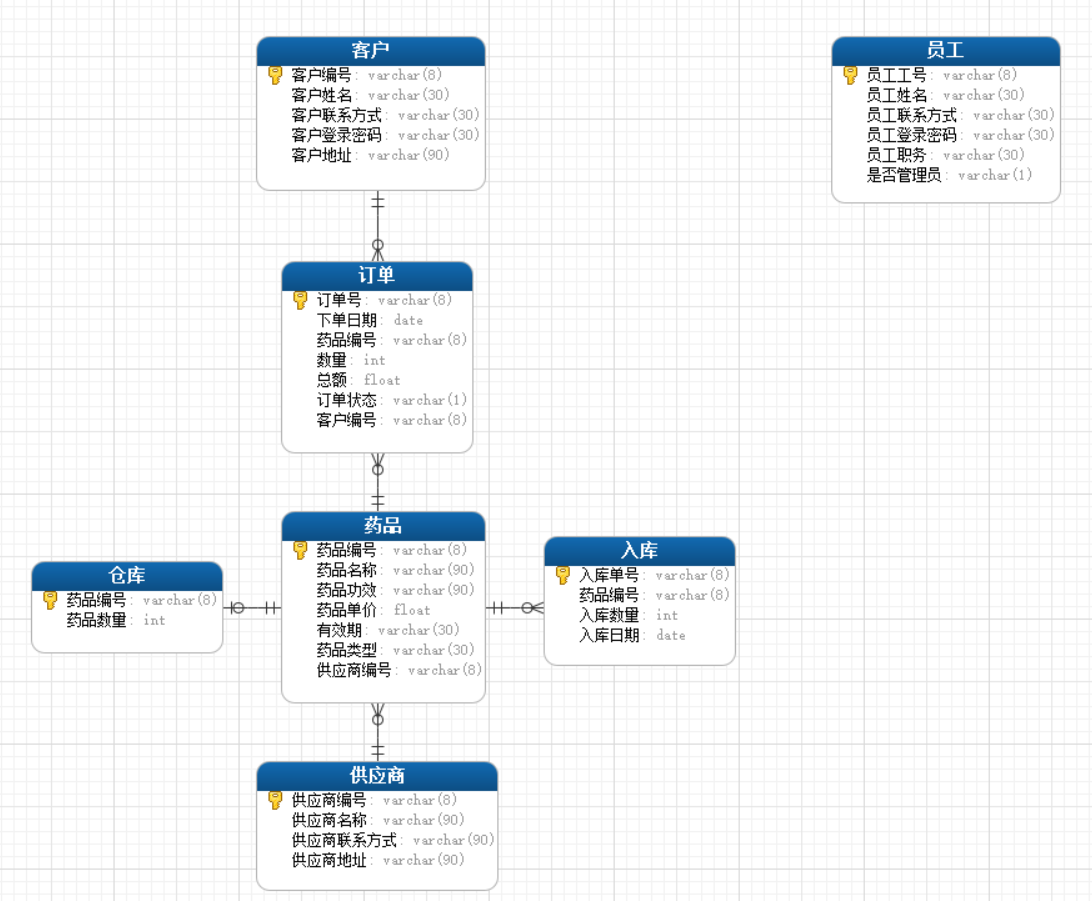 客户
客户编号: varchar(8)
客户姓名: varchar(30)
客户联系方式: varchar(30)
客户登录密码: varchar(30)
客户地址: varchar(90)
员工
员工工号: varchar(8)
员工姓名: varchar(30)
员工联系方式: varchar(30)
员工登录密码: varchar(30)
员工职务: varchar(30)
是否管理员: varchar(1)
订单
订单号: varchar(8)
下单日期: date
药品编号: varchar(8)
数量: int
总额: float
订单状态: varchar(1)
客户编号: varchar(8)
仓库
药品编号: varchar(8)
药品数量: int
药品
药品编号: varchar(8)
药品名称: varchar(90)
药品功效: varchar(90)
药品单价: float
有效期: varchar(30)
药品类型: varchar(30)
供应商编号: varchar(8)
入库
入库单号: varchar(8)
药品编号: varchar(8)
入库数量: int
入库日期: date
供应商
供应商编号: varchar(8)
供应商名称: varchar(90)
供应商联系方式: varchar(90)
供应商地址: varchar(90)